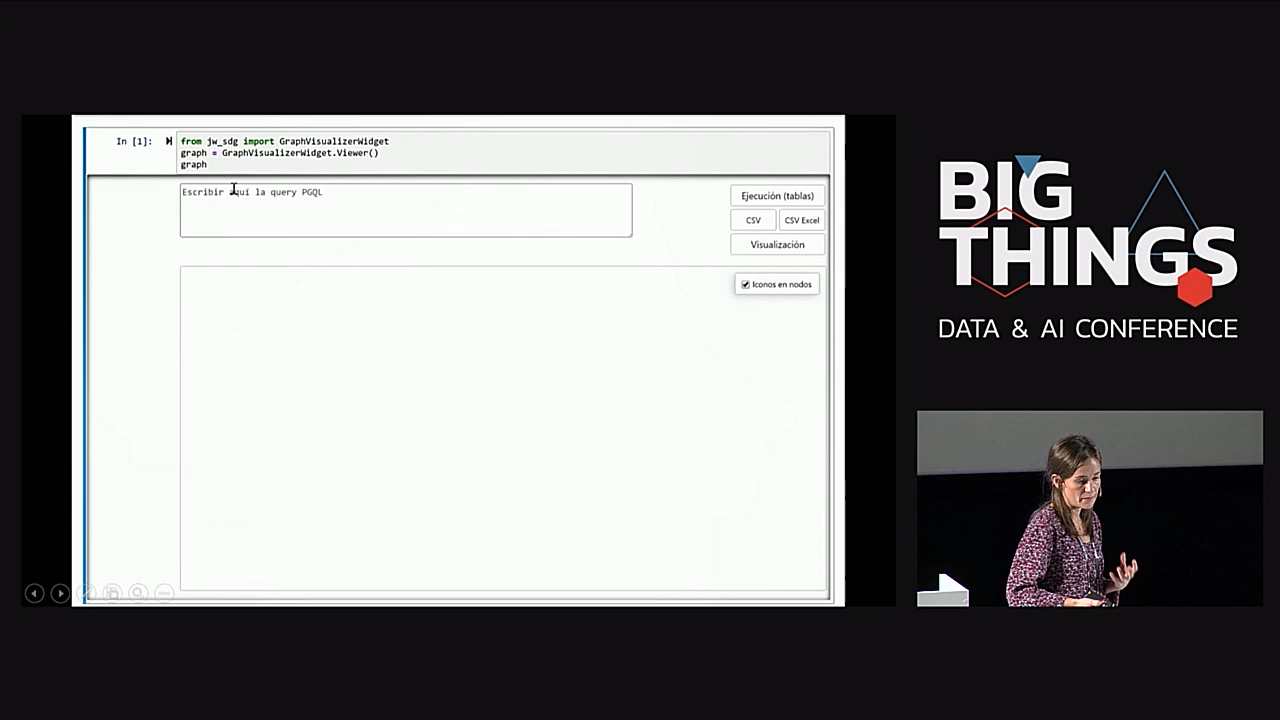 In [1]:
from jw_sdg import GraphVisualizerWidget
graph = GraphVisualizerWidget.Viewer()
graph
Escribir aquí la query PGQL
Ejecución (tablas)
CSV
CSV Excel
Visualización
Iconos en nodos
BIG
THINGS
DATA & AI CONFERENCE